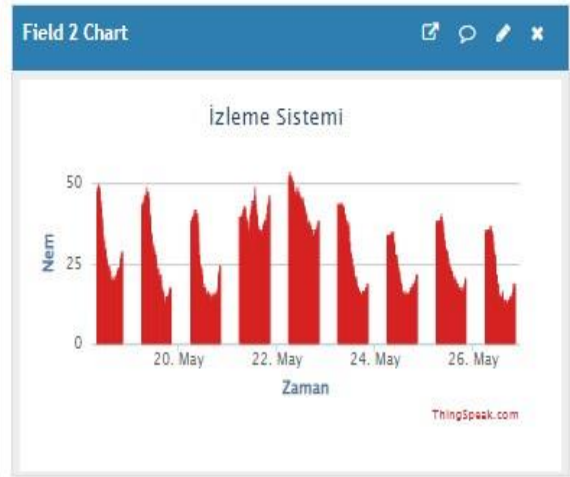 Field 2 Chart
İzleme Sistemi
50
25
0
Nem
20. May 22. May 24. May 26. May
Zaman
ThingSpeak.com